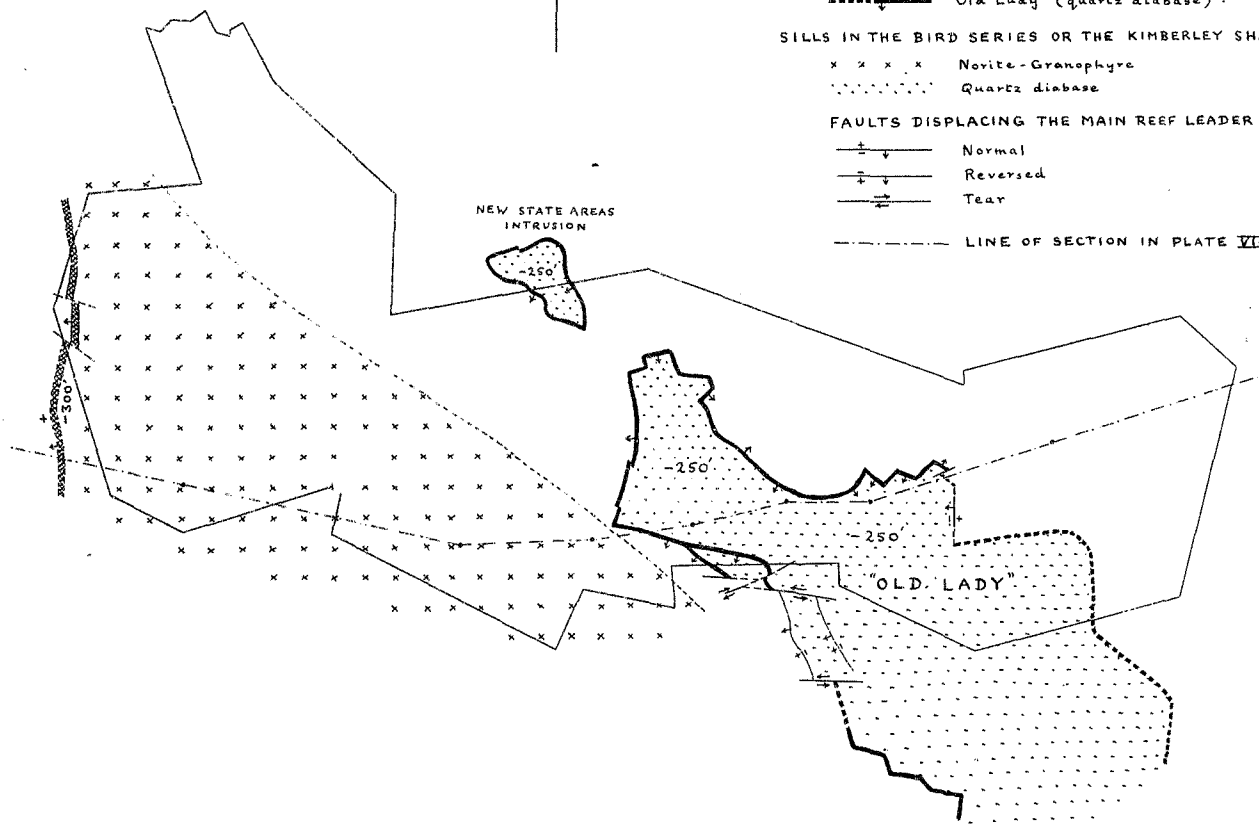 Old Lady (quartz diabase).
SILLS IN THE BIRD SERIES OR THE KIMBERLEY
Norite-Granophyre
Quartz diabase
FAULTS DISPLACING THE MAIN REEF LEADER
Normal
Reversed
Tear
LINE OF SECTION IN PLATE
NEW STATE AREAS
INTRUSION
-250'
-300'
-250'
-250'
"OLD LADY"